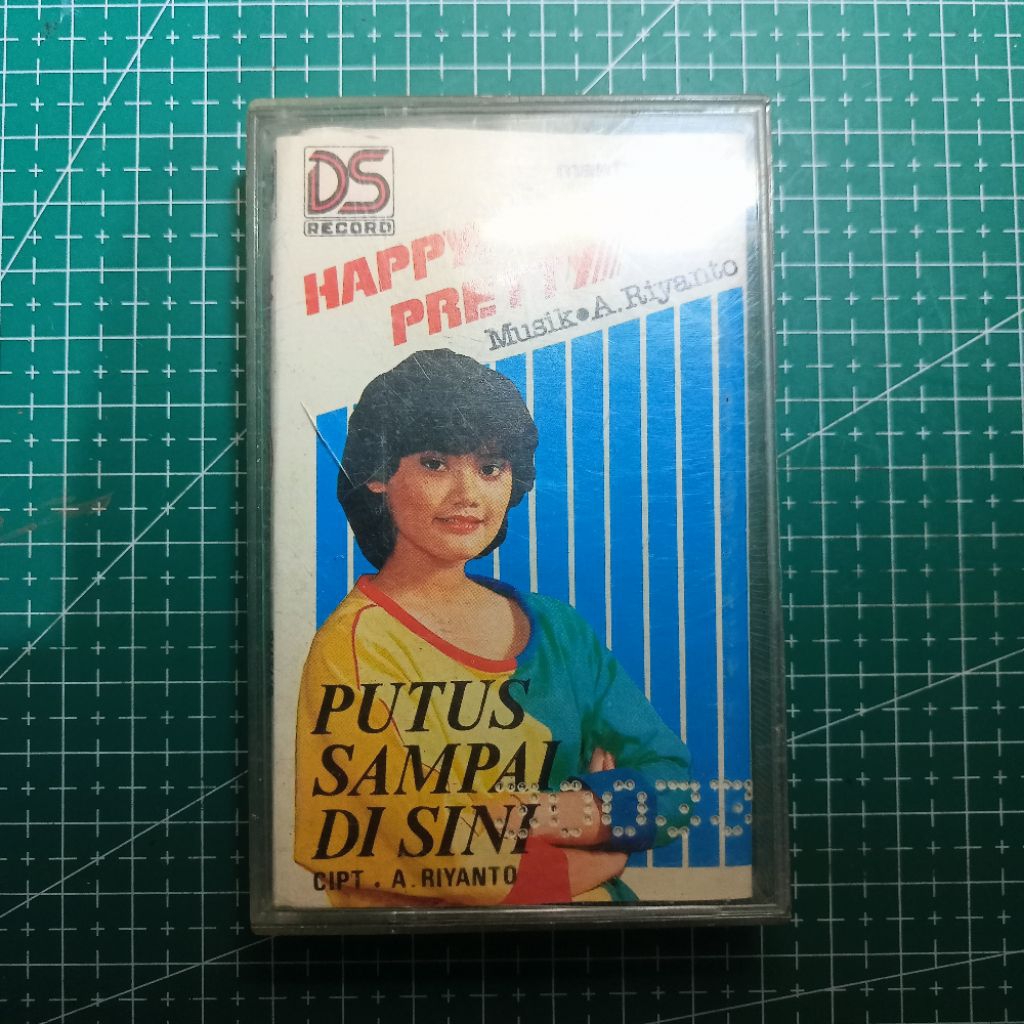 DS
RECORD
HAPPY
PRETTY
Musik•A.Riyanto
PUTUS
SAMPAI
DI SINI
CIPT . A. RIYANTO